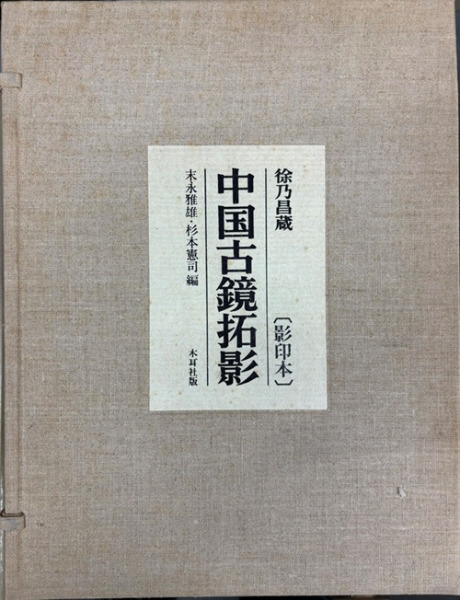 徐乃昌蔵 〔影印本〕
中国古鏡拓影
末永雅雄・杉本憲司 編
木耳社版